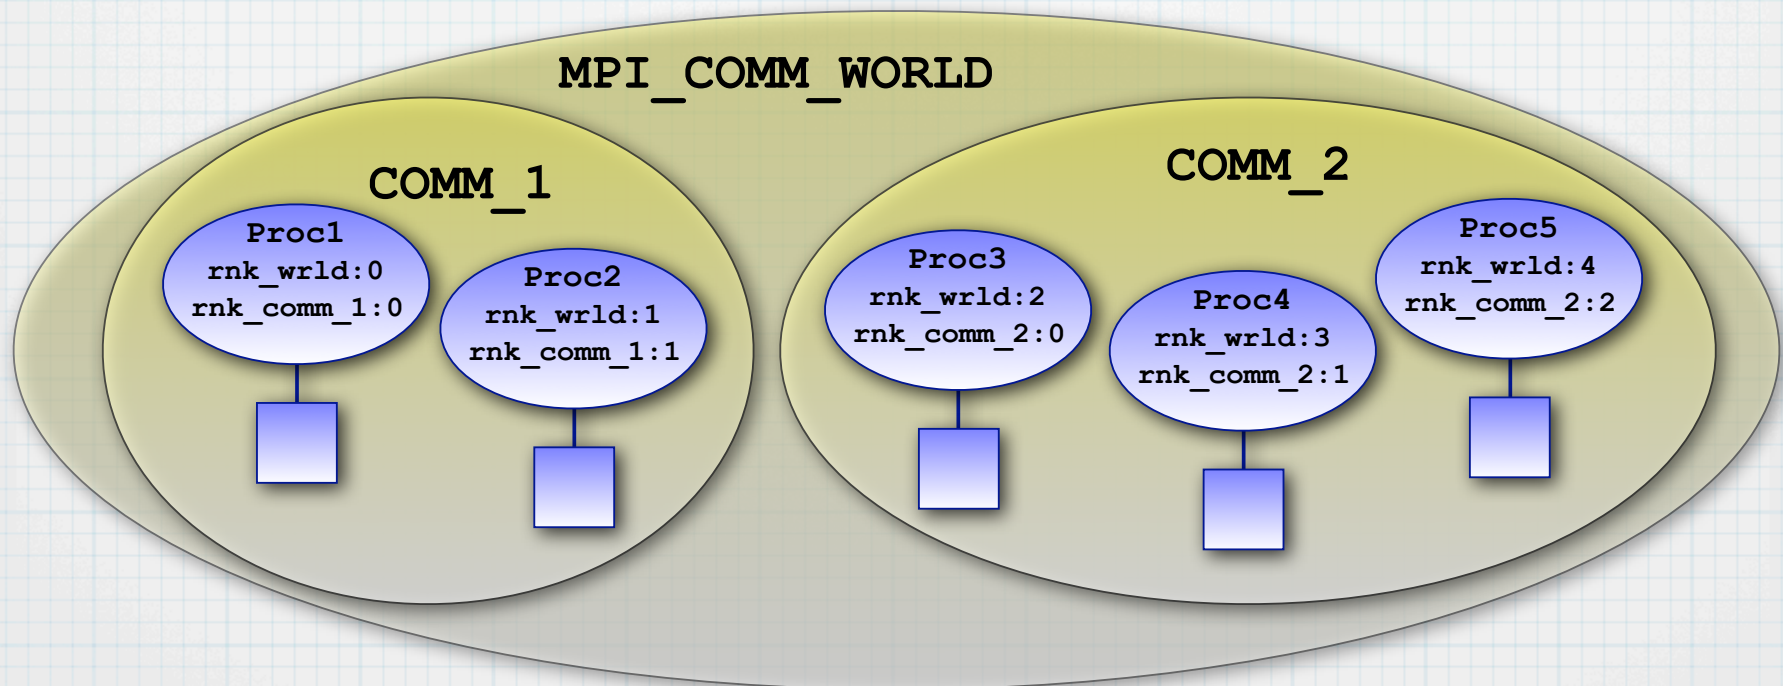 MPI_COMM_WORLD
COMM_1
Proc1
rnk_wrld:0
rnk_comm_1:0
Proc2
rnk_wrld:1
rnk_comm_1:1
COMM_2
Proc3
rnk_wrld:2
rnk_comm_2:0
Proc4
rnk_wrld:3
rnk_comm_2:1
Proc5
rnk_wrld:4
rnk_comm_2:2